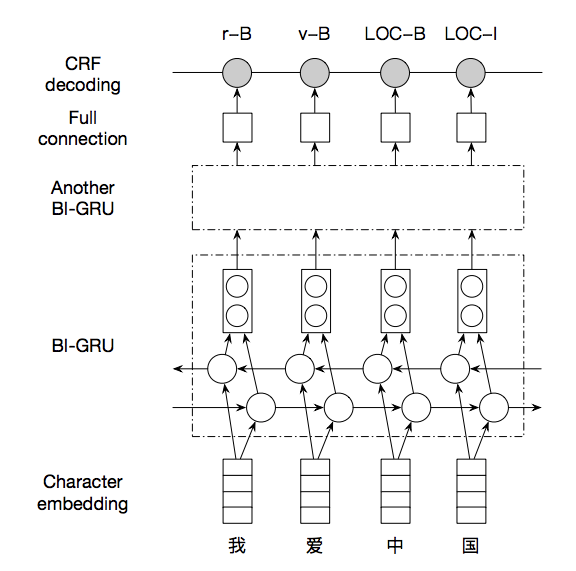 r-B v-B LOC-B LOC-I
CRF
decoding
Full
connection
Another
BI-GRU
BI-GRU
Character
embedding
我 爱 中 国